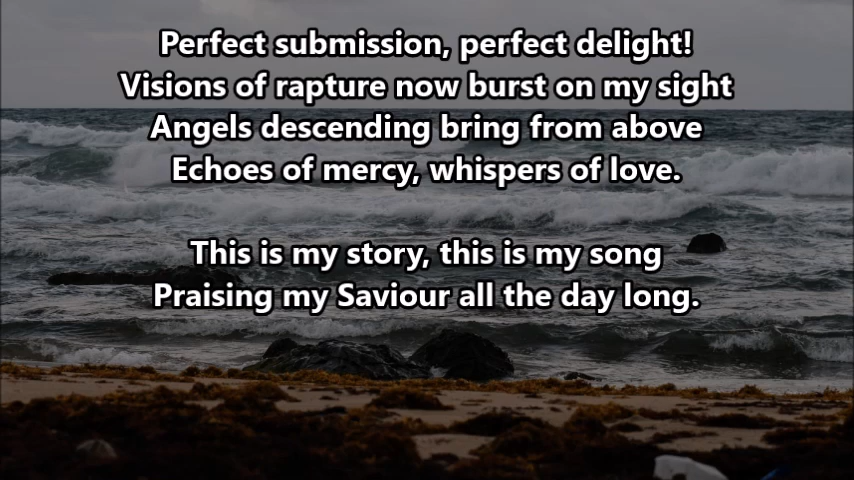 Perfect submission, perfect delight!
Visions of rapture now burst on my sight
Angels descending bring from above
Echoes of mercy, whispers of love.
This is my story, this is my song
Praising my Saviour all the day long.